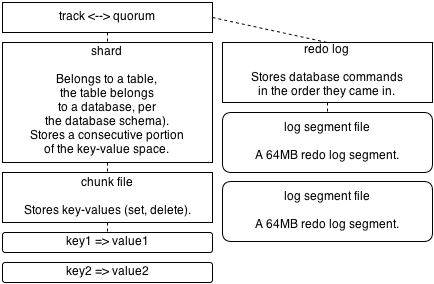 track <--> quorum
shard
Belongs to a table,
the table belongs
to a database, per
the database schema).
Stores a consecutive portion
of the key-value space.
chunk file
Stores key-values (set, delete).
key1 => value1
key2 => value2
redo log
Stores database commands
in the order they came in.
log segment file
A 64MB redo log segment.
log segment file
A 64MB redo log segment.